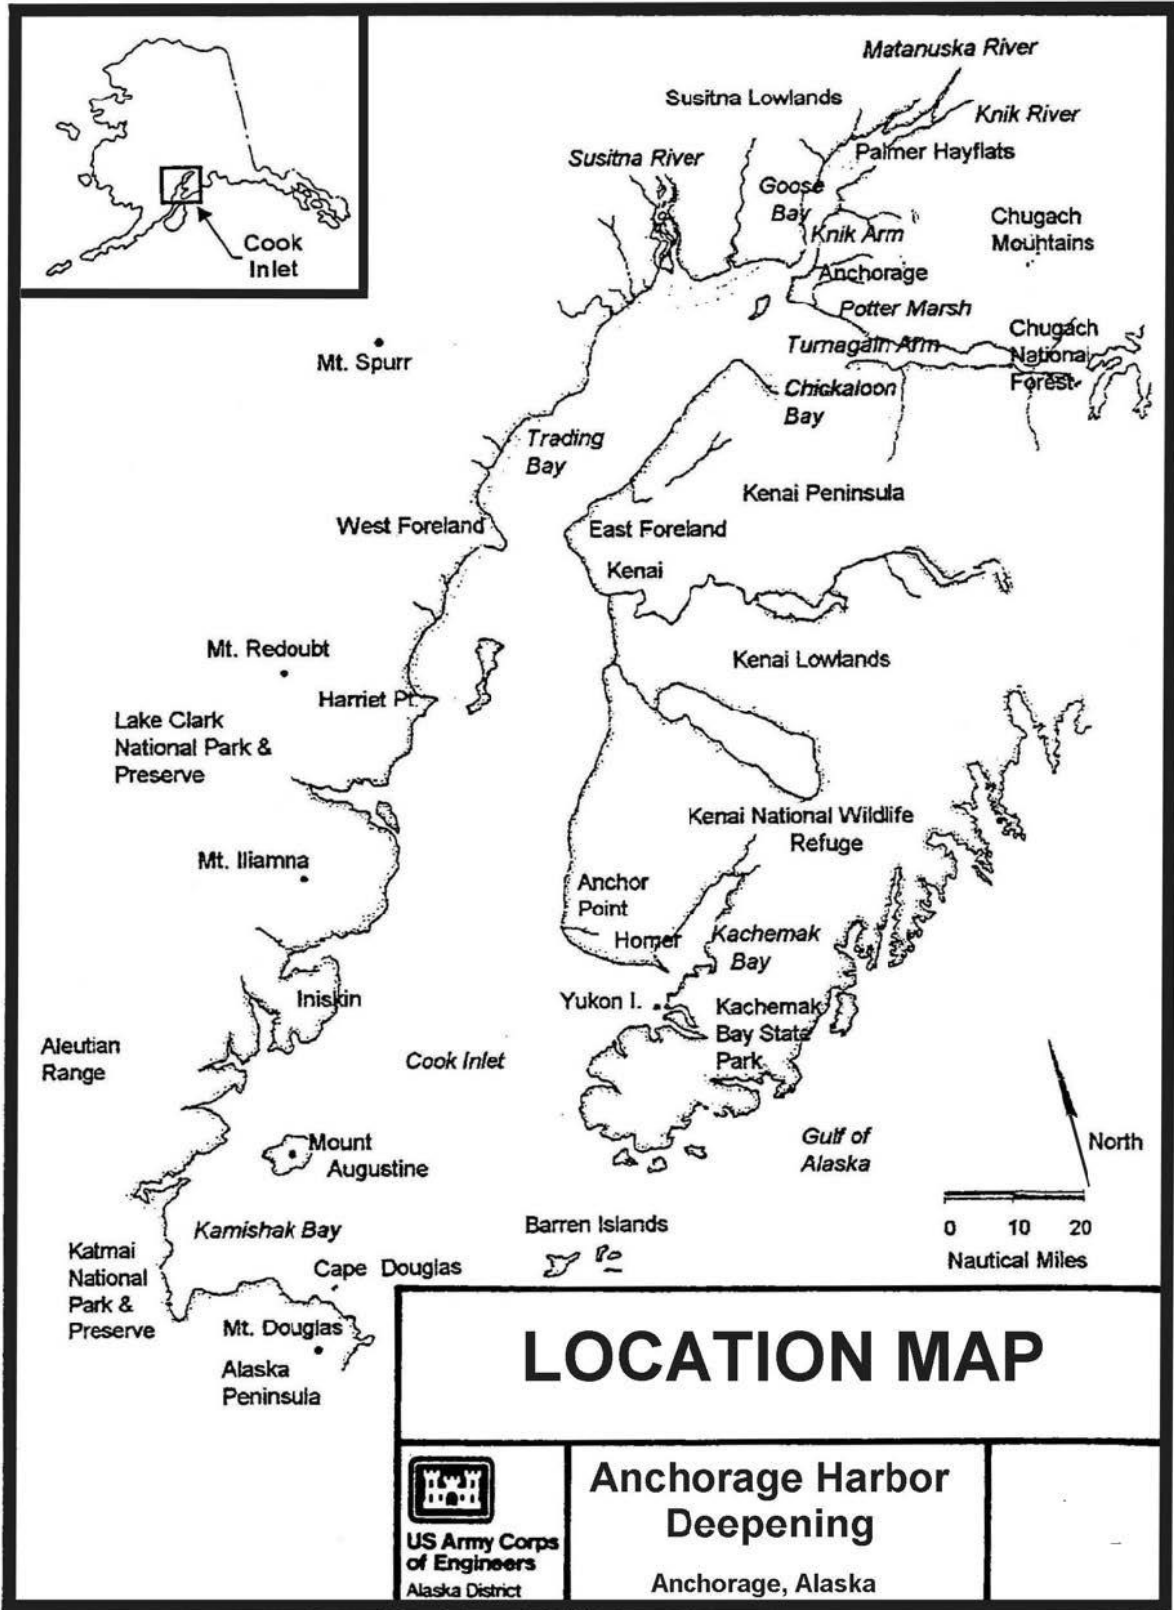 Matanuska River
Susitna Lowlands
Knik River
Susitna River
Palmer Hayflats
Goose
Bay
Chugach
Mountains
Knik Arm
Cook
Inlet
Anchorage
Potter Marsh
Chugach
National
Forest
Turnagain Arm
Mt. Spurr
Chickaloon
Bay
Trading
Bay
Kenai Peninsula
West Foreland
East Foreland
Kenai
Mt. Redoubt
Kenai Lowlands
Harriet Pt.
Lake Clark
National Park &
Preserve
Kenai National Wildlife
Refuge
Mt. Iliamna
Anchor
Point
Homer
Kachemak
Bay
Iniskin
Yukon I.
Kachemak
Bay State
Park
Aleutian
Range
Cook Inlet
Mount
Augustine
Gulf of
Alaska
North
0 10 20
Nautical Miles
Kamishak Bay
Barren Islands
Katmai
National
Park &
Preserve
Cape Douglas
Mt. Douglas
Alaska
Peninsula
LOCATION MAP
US Army Corps
of Engineers
Alaska District
Anchorage Harbor
Deepening
Anchorage, Alaska